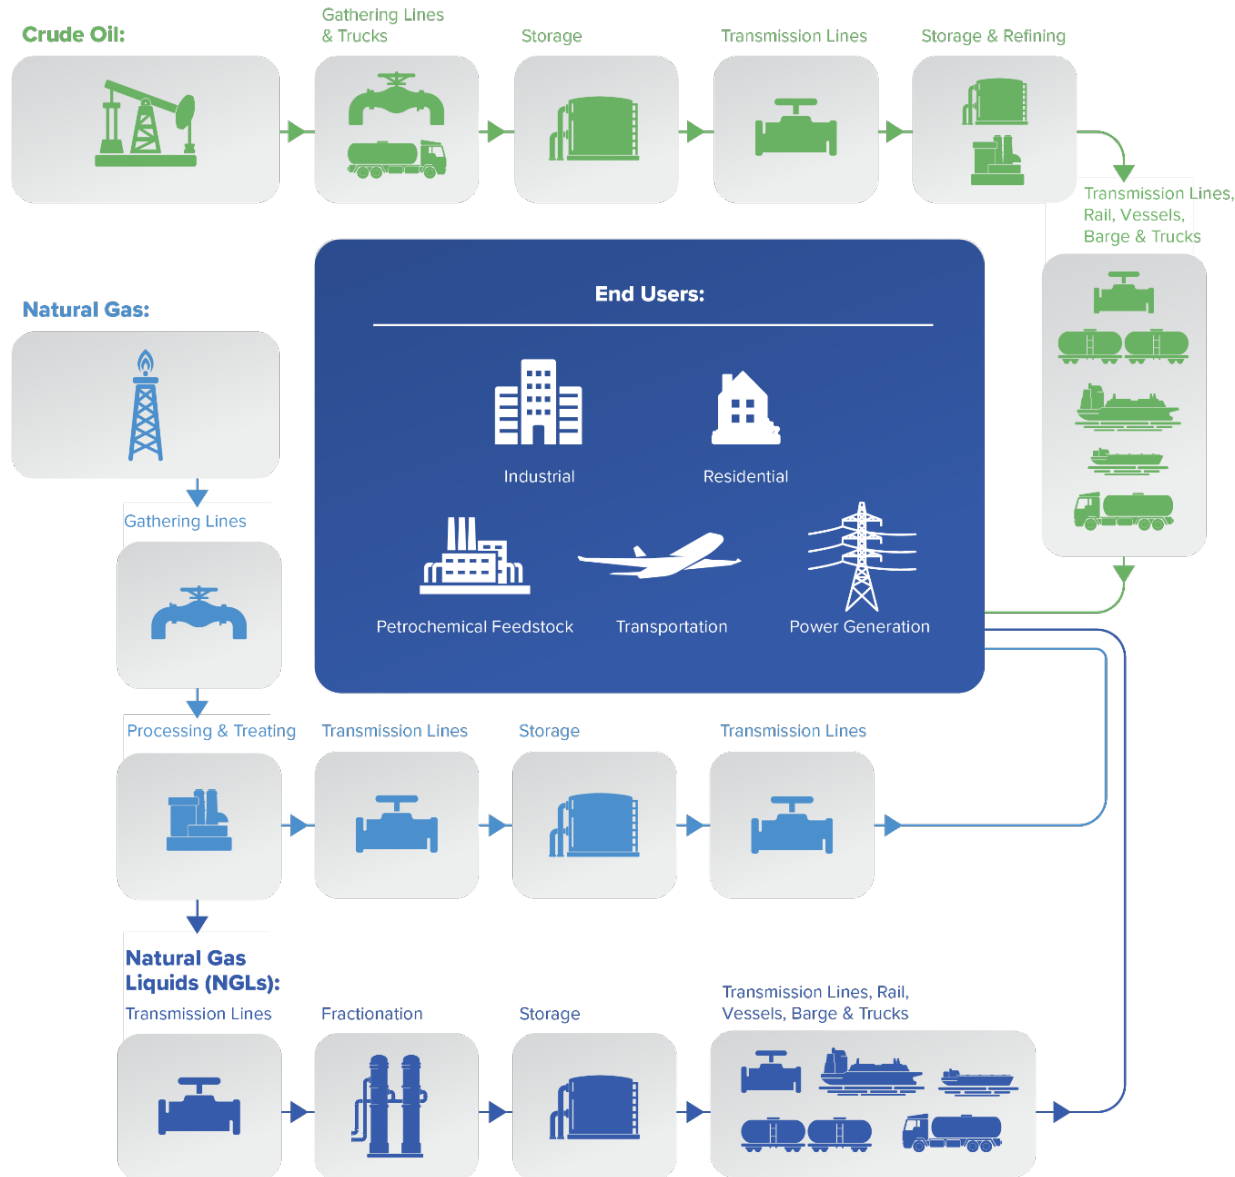 Crude Oil:
Gathering Lines
& Trucks
Storage
Transmission Lines
Storage & Refining
Transmission Lines,
Rail, Vessels,
Barge & Trucks
Natural Gas:
End Users:
Industrial
Residential
Petrochemical Feedstock
Transportation
Power Generation
Gathering Lines
Processing & Treating
Transmission Lines
Storage
Transmission Lines
Natural Gas
Liquids (NGLs):
Transmission Lines
Fractionation
Storage
Transmission Lines, Rail,
Vessels, Barge & Trucks